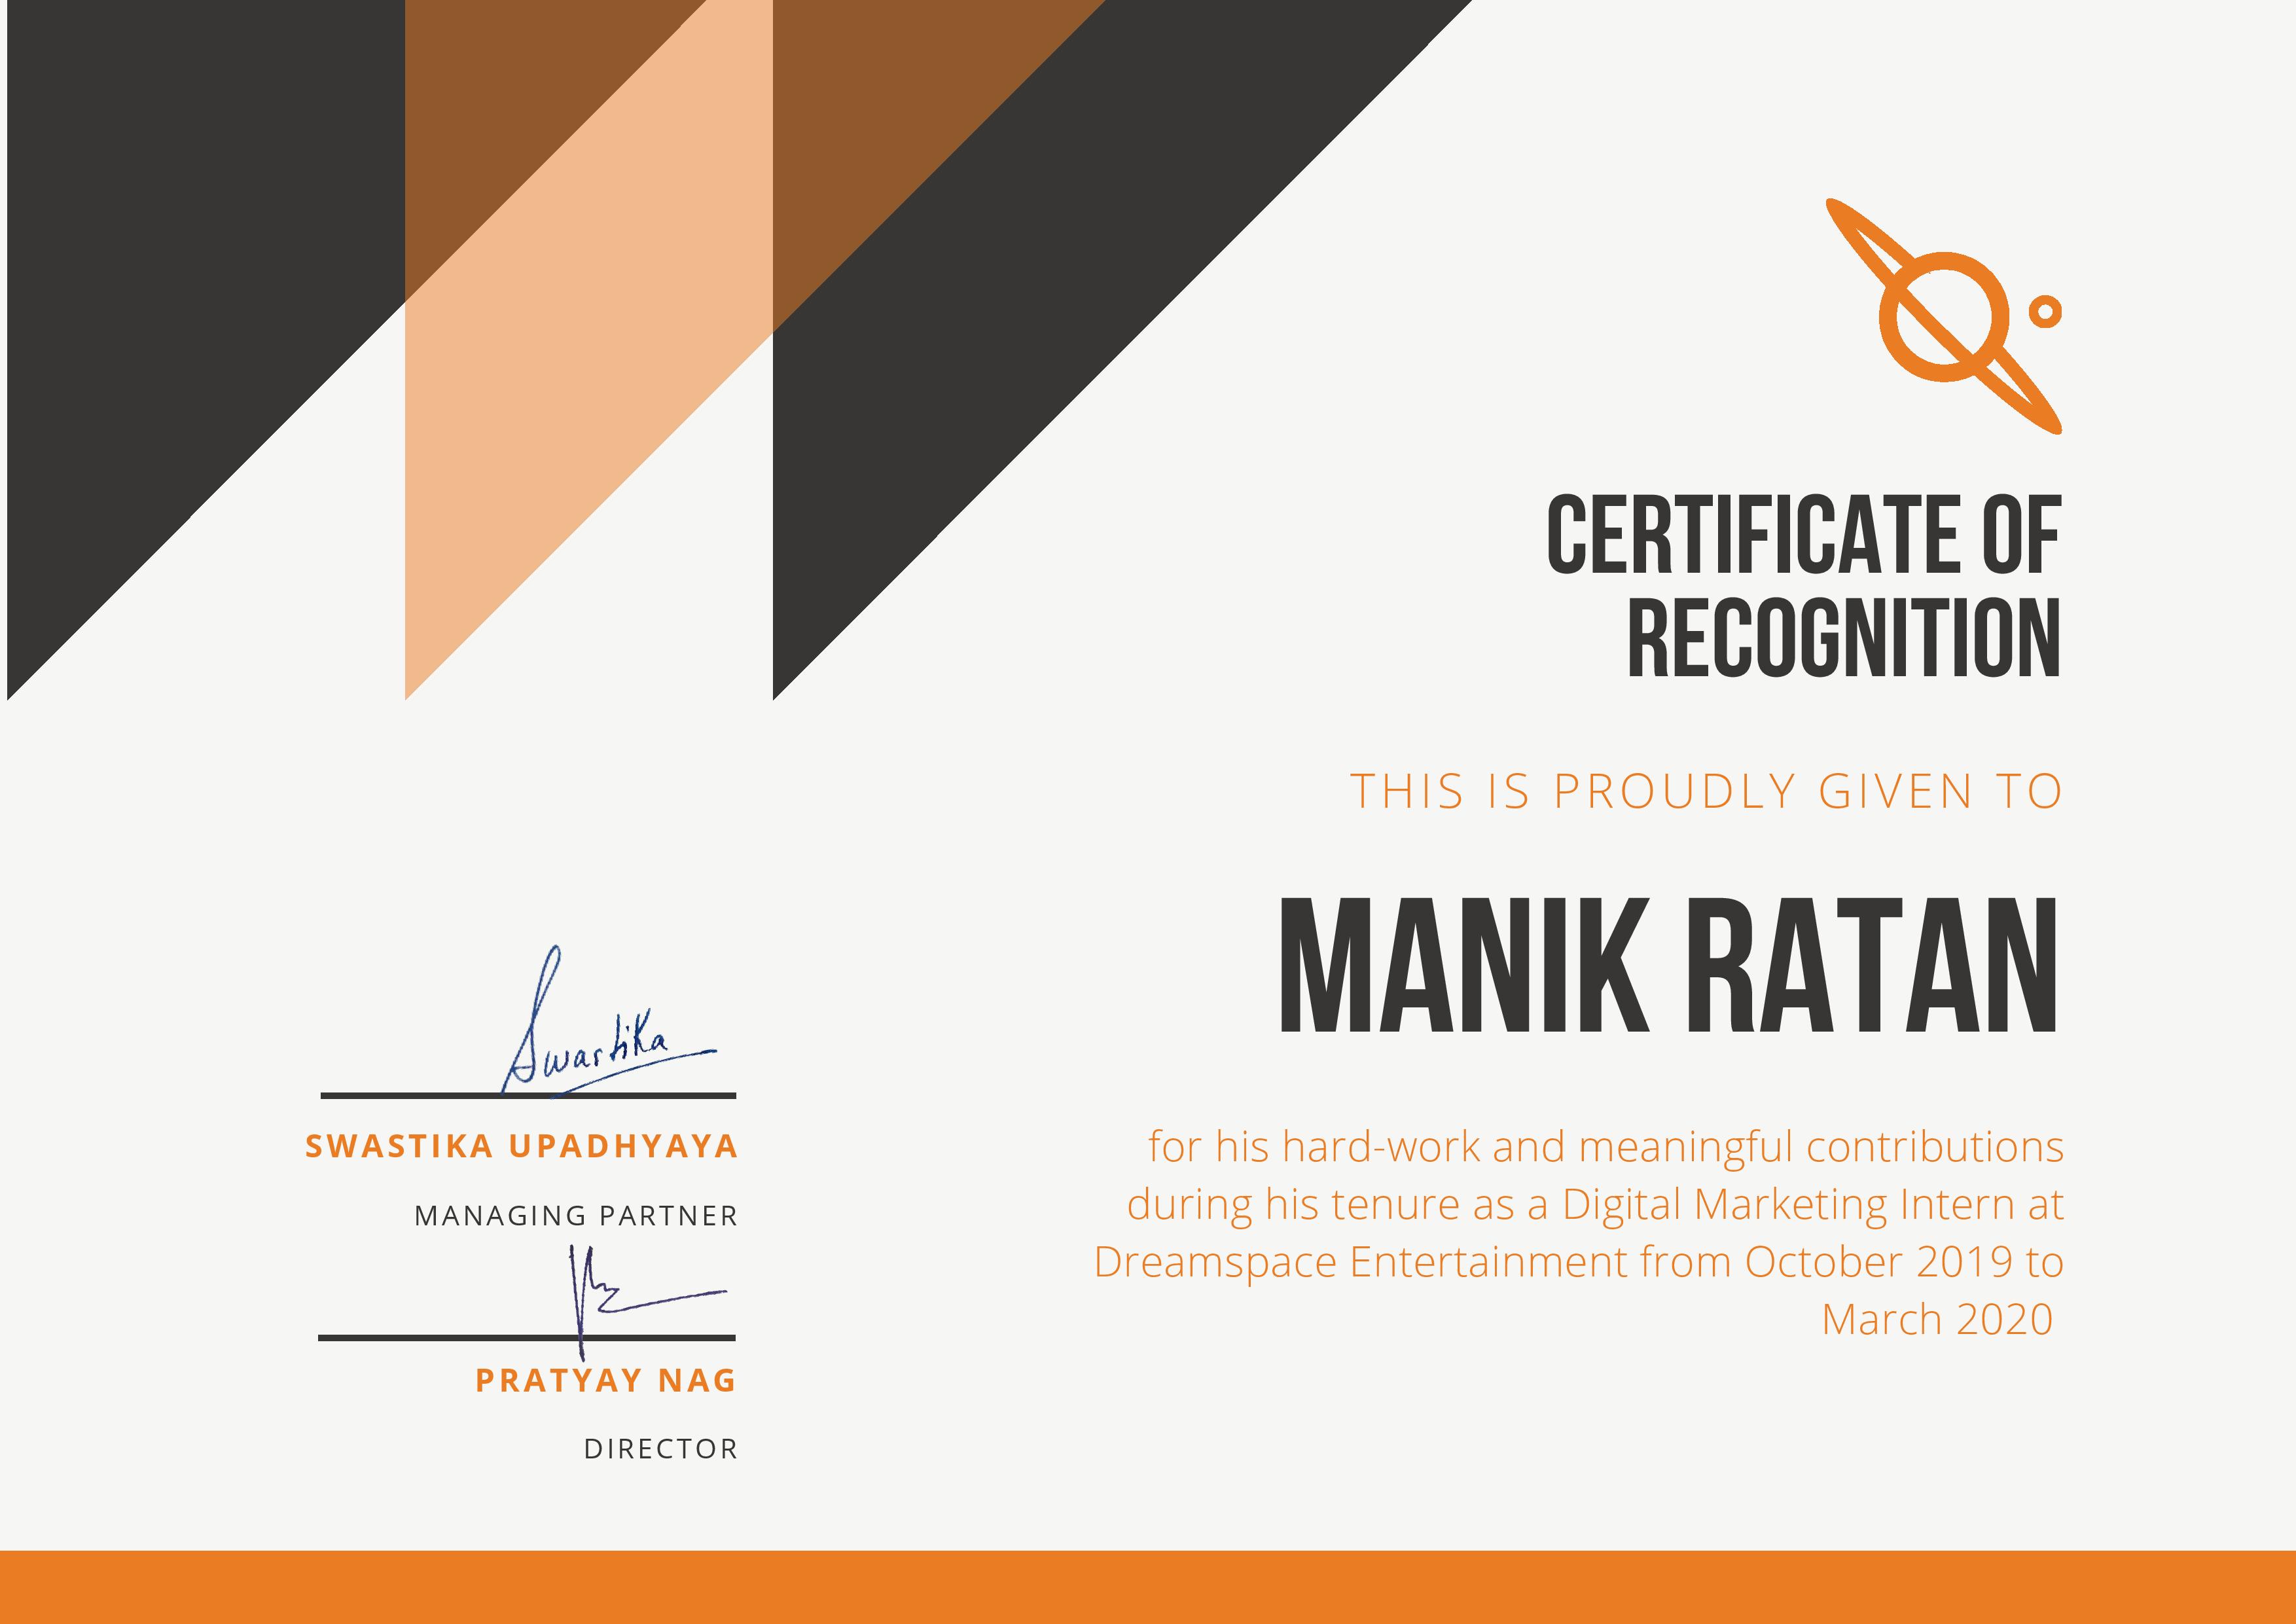 CERTIFICATE OF
RECOGNITION
THIS IS PROUDLY GIVEN TO
MANIK RATAN
for his hard-work and meaningful contributions
during his tenure as a Digital Marketing Intern at
Dreamspace Entertainment from October 2019 to
March 2020
Swastika
SWASTIKA UPADHYAYA
MANAGING PARTNER
PRATYAY NAG
DIRECTOR